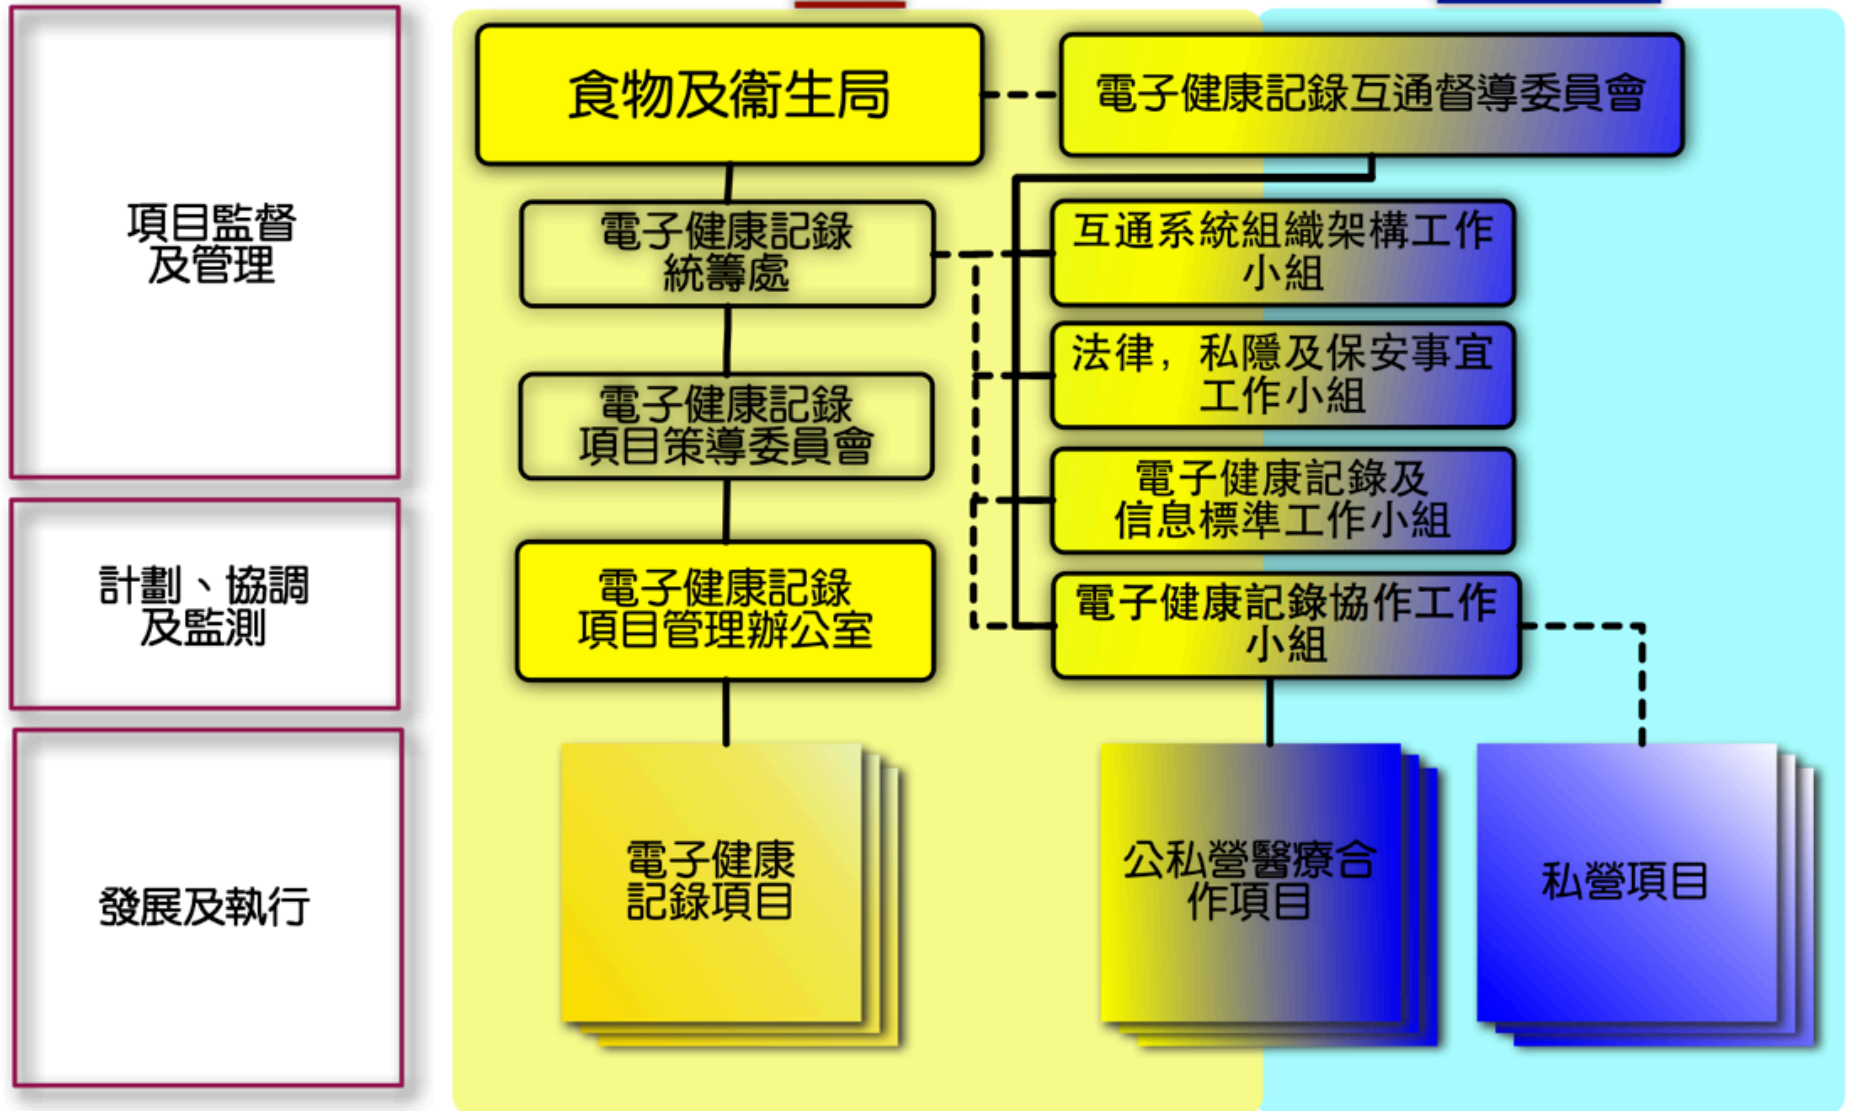 項目監督
及管理
計劃、協調
及監測
發展及執行
食物及衞生局
電子健康記錄互通督導委員會
電子健康記錄
統籌處
電子健康記錄
項目策導委員會
電子健康記錄
項目管理辦公室
互通系統組織架構工作
小組
法律，私隱及保安事宜
工作小組
電子健康記錄及
信息標準工作小組
電子健康記錄協作工作
小組
電子健康
記錄項目
公私營醫療合
作項目
私營項目